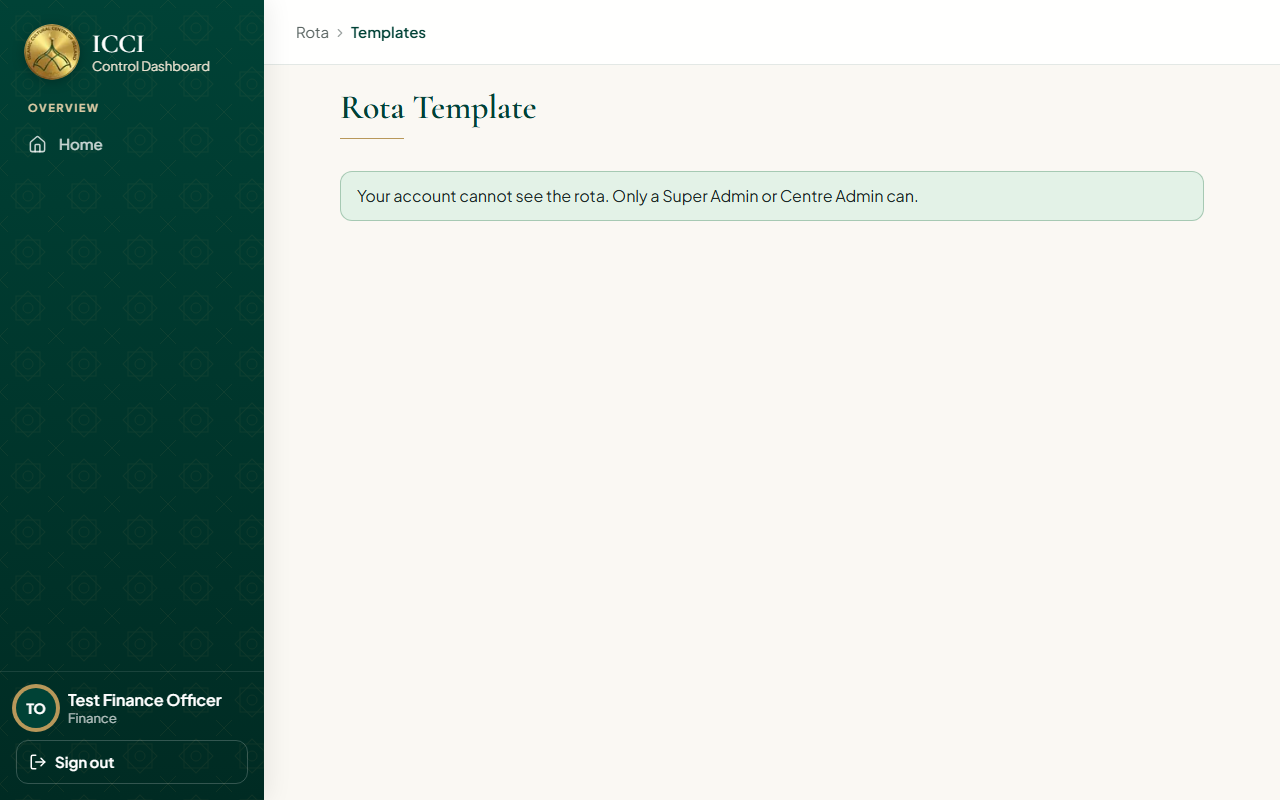 ICCI
Control Dashboard
OVERVIEW
Home
TO
Test Finance Officer
Finance
Sign out
Rota > Templates
Rota Template
Your account cannot see the rota. Only a Super Admin or Centre Admin can.